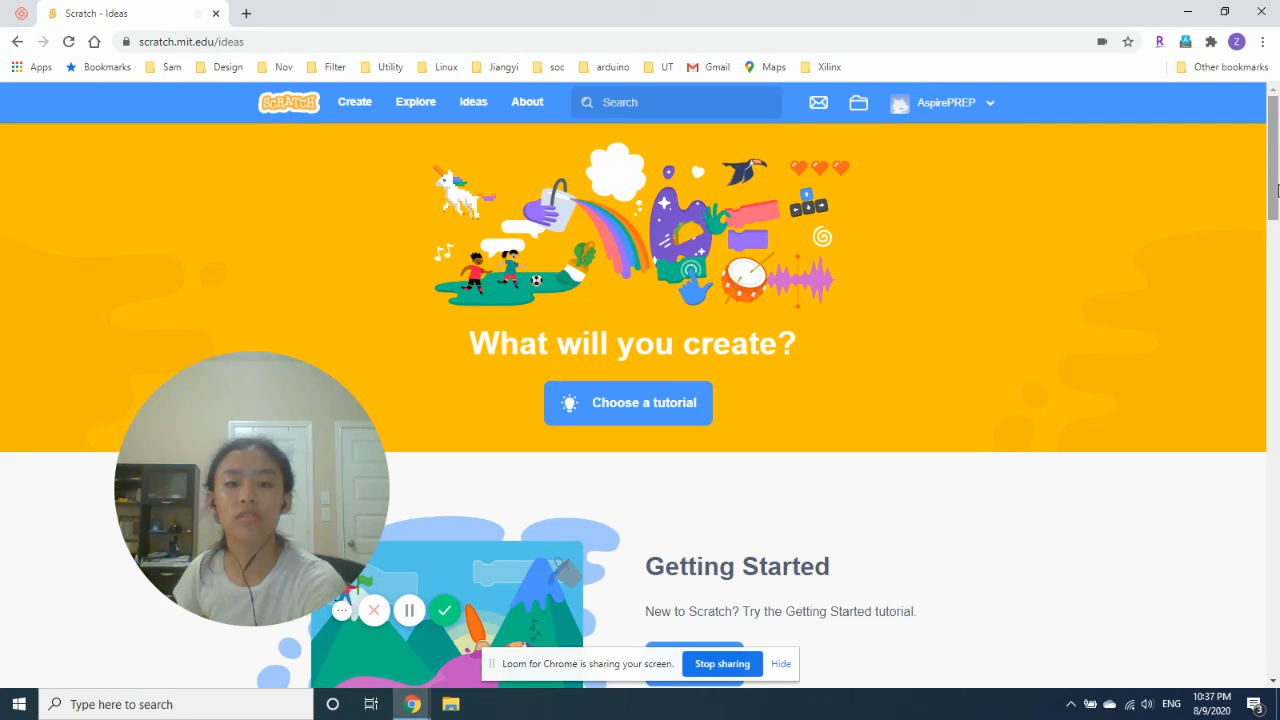 Scratch - Ideas
scratch.mit.edu/ideas
Apps Bookmarks Sam Design Nov Filter Utility Linux Jiangyi soc arduino UT Gmail Maps Xilinx Other bookmarks
SCRATCH Create Explore Ideas About Search AspirePREP
What will you create?
Choose a tutorial
Getting Started
New to Scratch? Try the Getting Started tutorial.
Loom for Chrome is sharing your screen. Stop sharing Hide
Type here to search
ENG
10:37 PM
8/9/2020
3